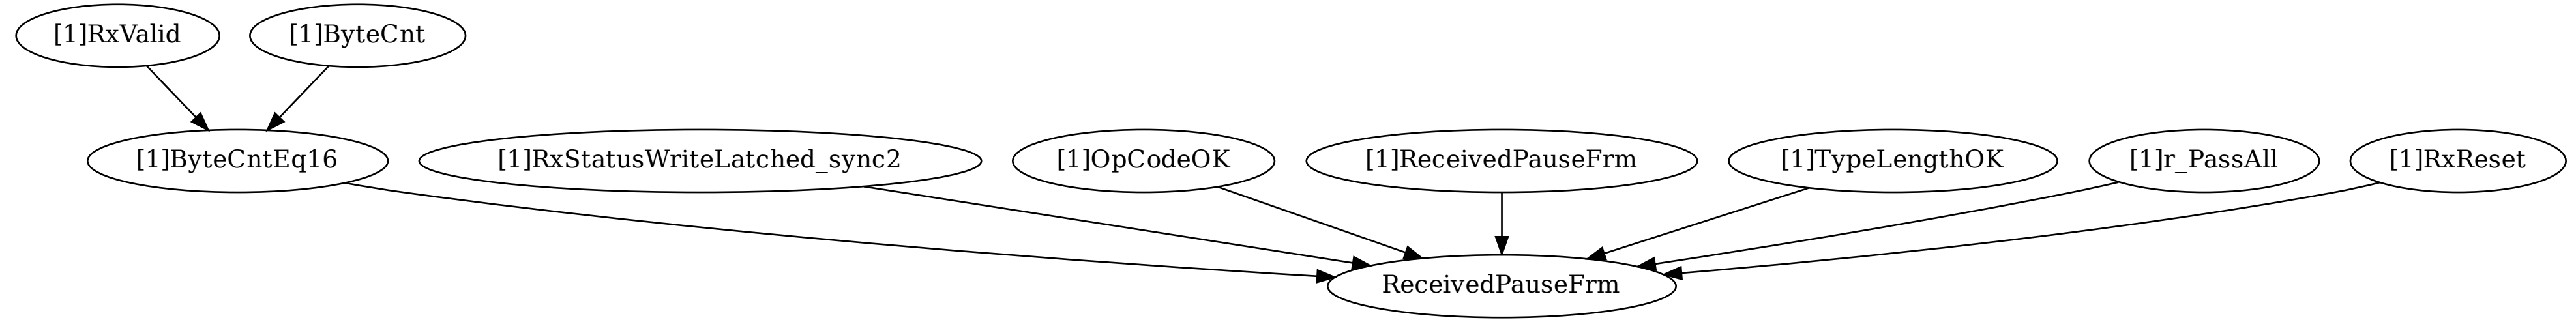 [1]RxValid
[1]ByteCnt
[1]ByteCntEq16
[1]RxStatusWriteLatched_sync2
[1]OpCodeOK
[1]ReceivedPauseFrm
[1]TypeLengthOK
[1]r_PassAll
[1]RxReset
ReceivedPauseFrm